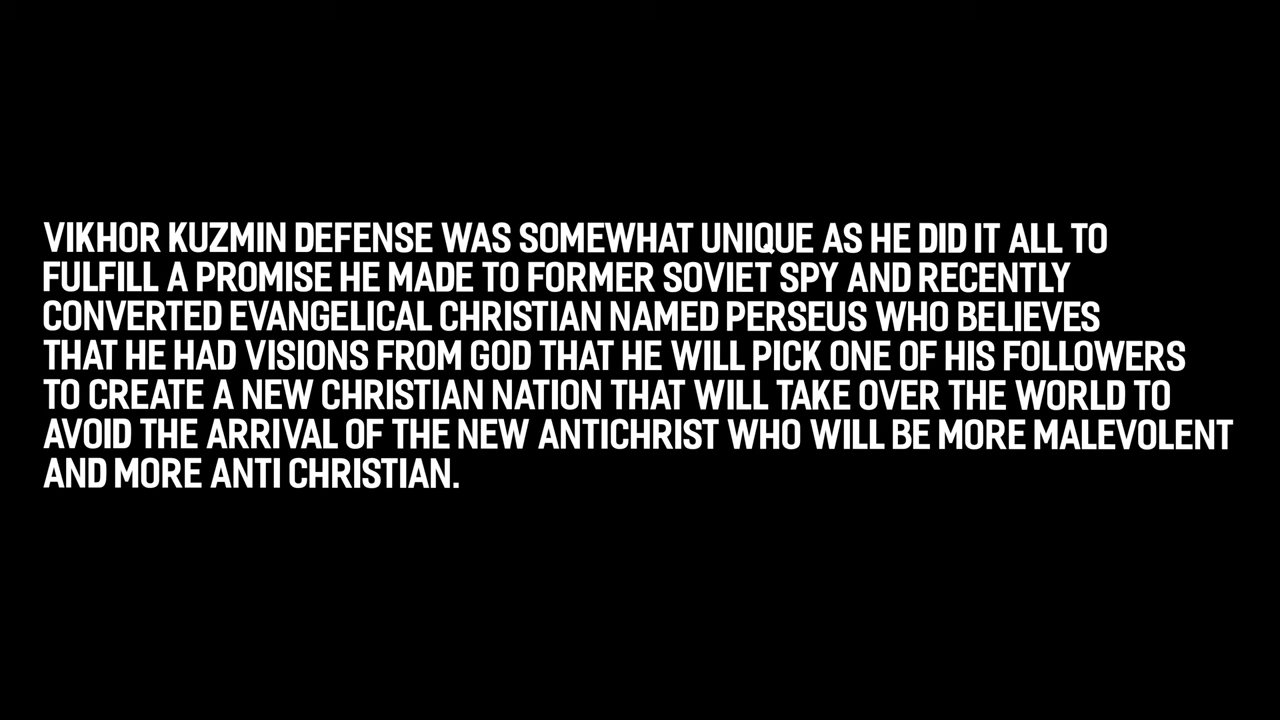 VIKHOR KUZMIN DEFENSE WAS SOMEWHAT UNIQUE AS HE DID IT ALL TO
FULFILL A PROMISE HE MADE TO FORMER SOVIET SPY AND RECENTLY
CONVERTED EVANGELICAL CHRISTIAN NAMED PERSEUS WHO BELIEVES
THAT HE HAD VISIONS FROM GOD THAT HE WILL PICK ONE OF HIS FOLLOWERS
TO CREATE A NEW CHRISTIAN NATION THAT WILL TAKE OVER THE WORLD TO
AVOID THE ARRIVAL OF THE NEW ANTICHRIST WHO WILL BE MORE MALEVOLENT
AND MORE ANTI CHRISTIAN.